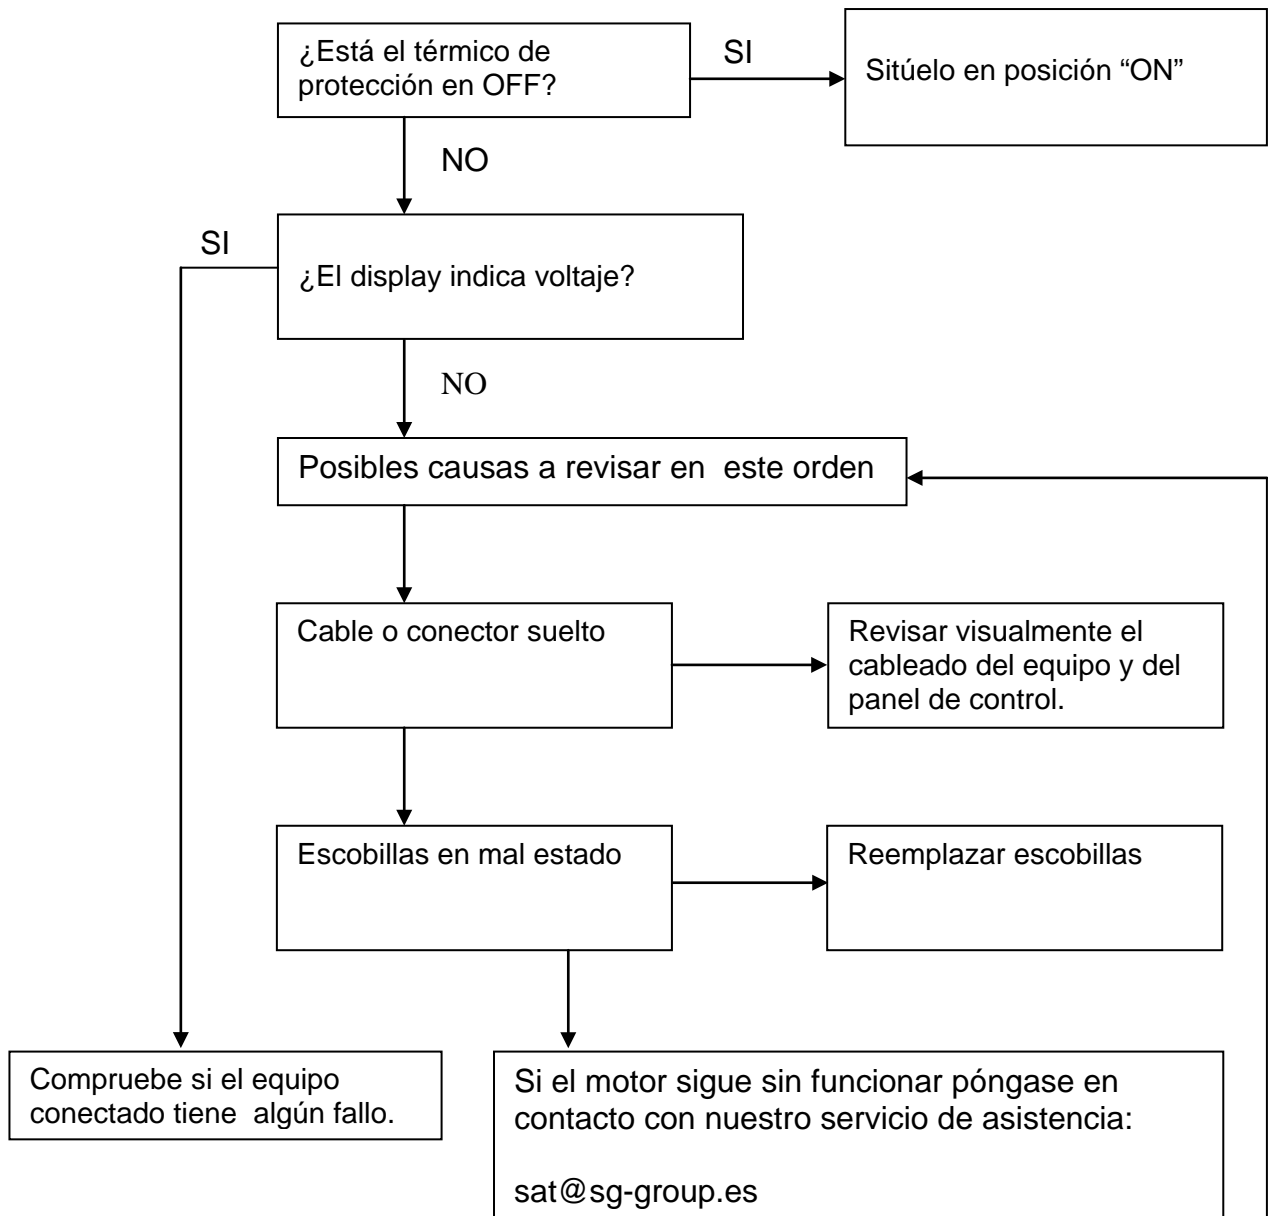 ¿Está el térmico de
protección en OFF?
SI
Sitúelo en posición “ON”
NO
SI
¿El display indica voltaje?
NO
Posibles causas a revisar en este orden
Cable o conector suelto
Revisar visualmente el
cableado del equipo y del
panel de control.
Escobillas en mal estado
Reemplazar escobillas
Compruebe si el equipo
conectado tiene algún fallo.
Si el motor sigue sin funcionar póngase en
contacto con nuestro servicio de asistencia:
sat@sg-group.es